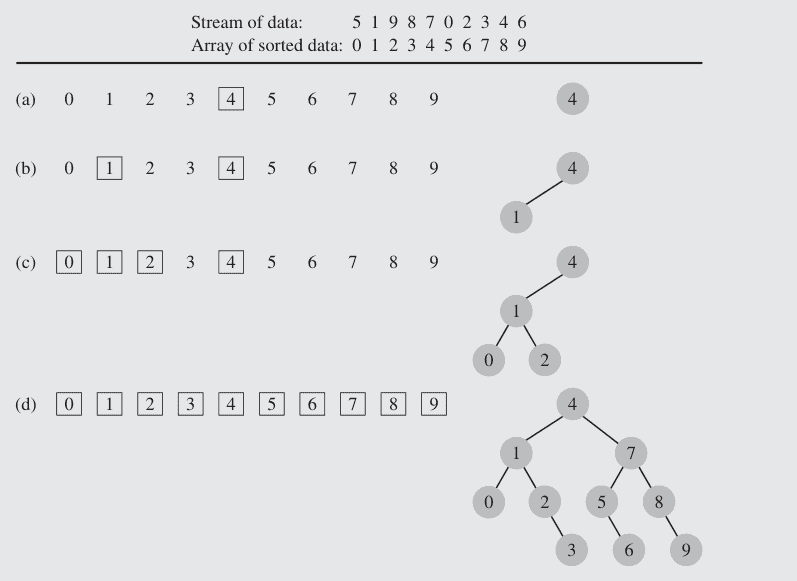 Stream of data: 5 1 9 8 7 0 2 3 4 6
Array of sorted data: 0 1 2 3 4 5 6 7 8 9
(a) 0 1 2 3 4 5 6 7 8 9 4
(b) 0 1 2 3 4 5 6 7 8 9 4
1
(c) 0 1 2 3 4 5 6 7 8 9 4
1
0 2
(d) 0 1 2 3 4 5 6 7 8 9 4
1 7
0 2 5 8
3 6 9